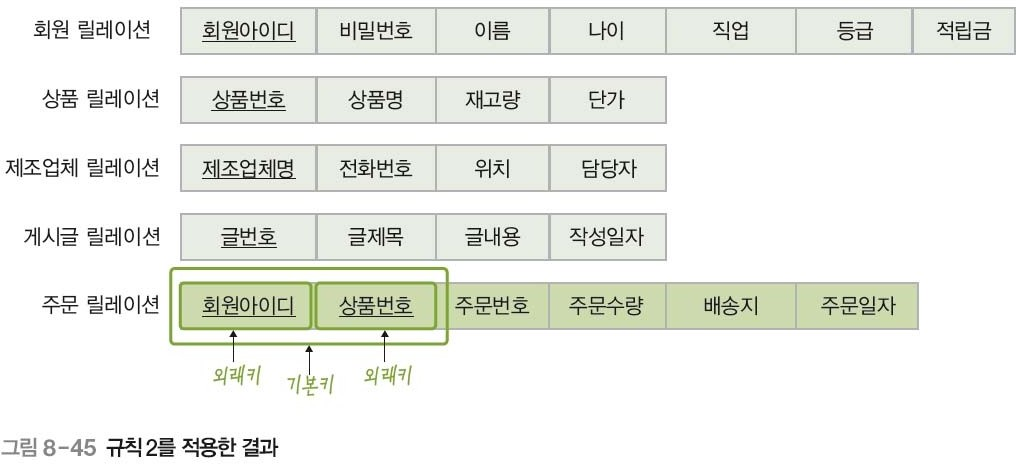 회원 릴레이션 회원아이디 비밀번호 이름 나이 직업 등급 적립금
상품 릴레이션 상품번호 상품명 재고량 단가
제조업체 릴레이션 제조업체명 전화번호 위치 담당자
게시글 릴레이션 글번호 글제목 글내용 작성일자
주문 릴레이션 회원아이디 상품번호 주문번호 주문수량 배송지 주문일자
외래키 기본키 외래키
그림 8-45 규칙 2를 적용한 결과